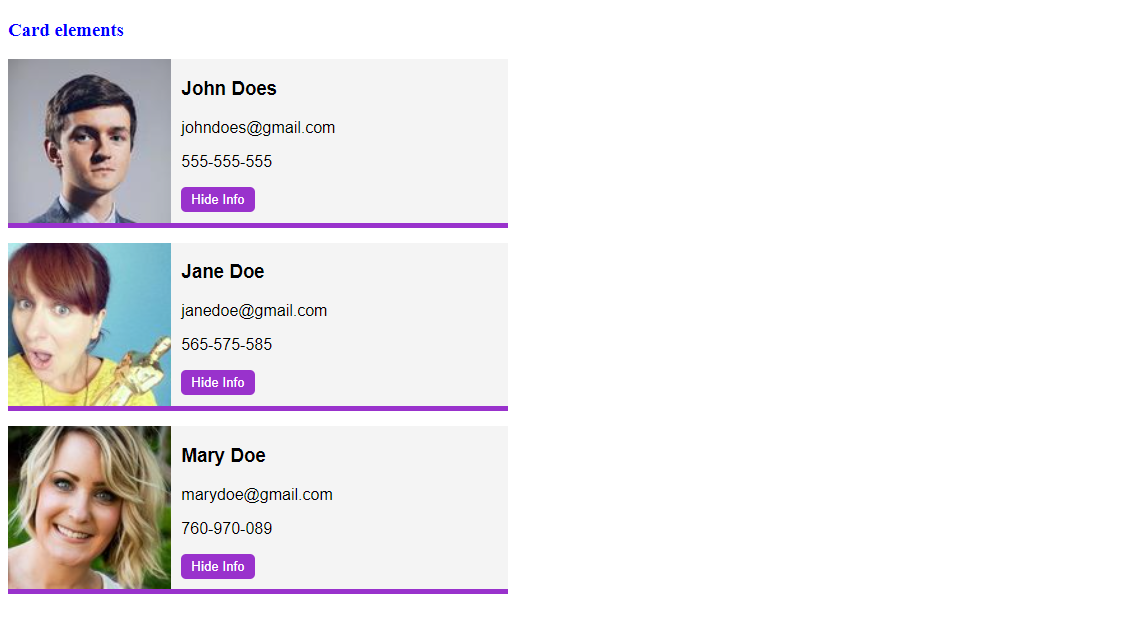 Card elements
John Does
johndoes@gmail.com
555-555-555
Hide Info
Jane Doe
janedoe@gmail.com
565-575-585
Hide Info
Mary Doe
marydoe@gmail.com
760-970-089
Hide Info